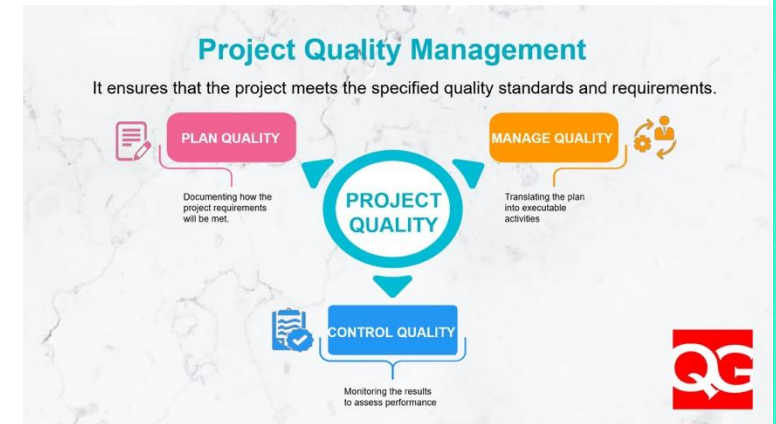 Project Quality Management
It ensures that the project meets the specified quality standards and requirements.
PLAN QUALITY
Documenting how the
project requirements
will be met.
MANAGE QUALITY
Translating the plan
into executable
activities
PROJECT
QUALITY
CONTROL QUALITY
Monitoring the results
to assess performance
QG